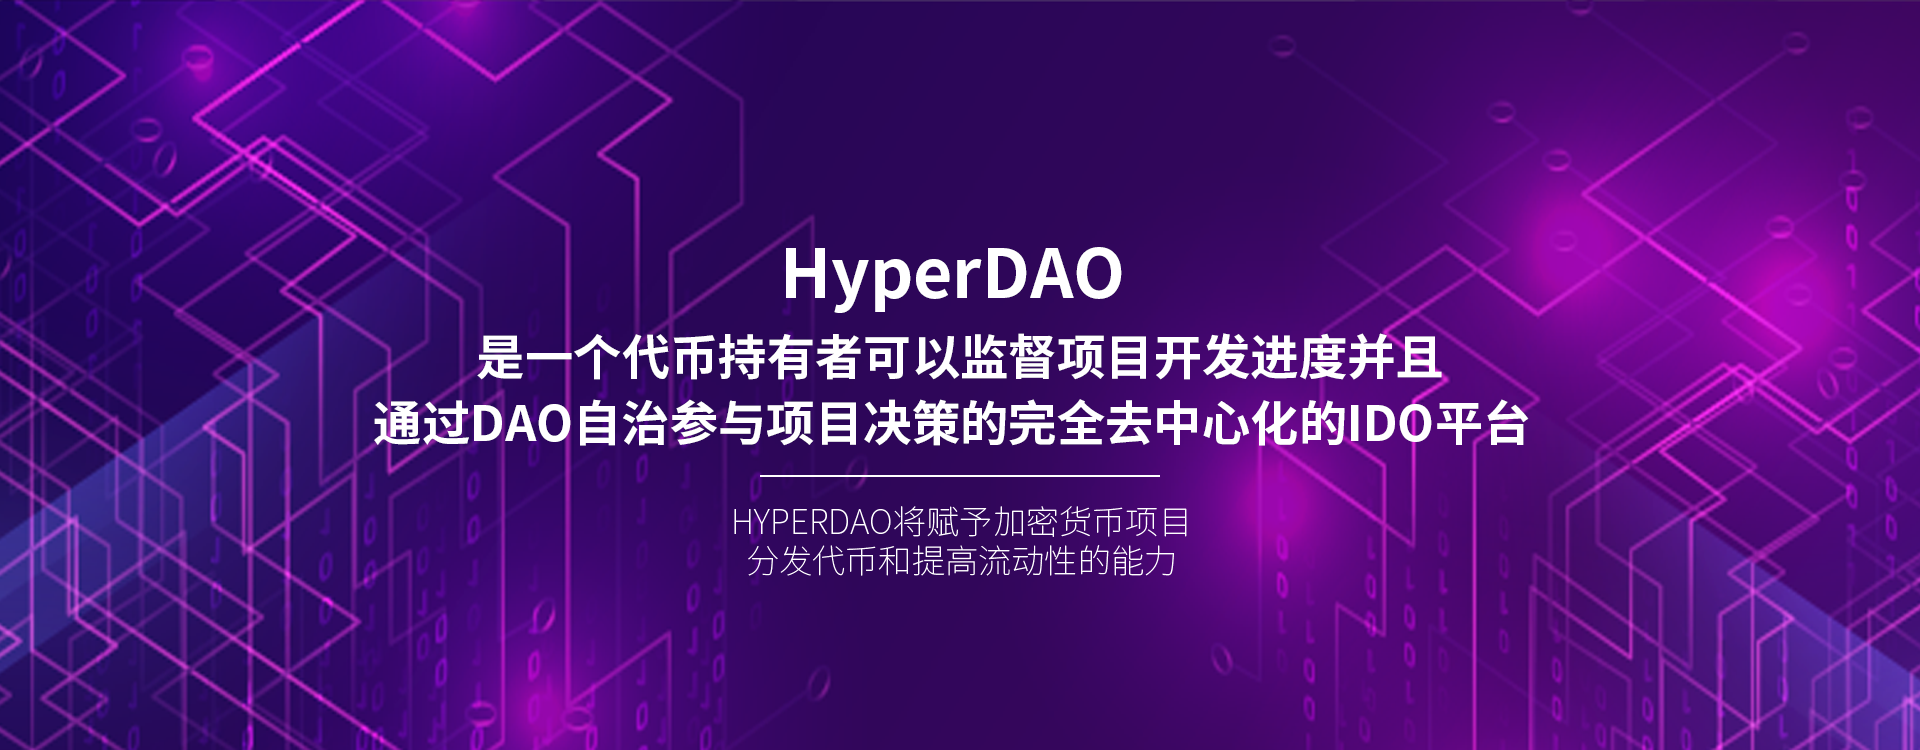 HyperDAO
是一个代币持有者可以监督项目开发进度并且
通过DAO自治参与项目决策的完全去中心化的IDO平台
HYPERDAO将赋予加密货币项目
分发代币和提高流动性的能力